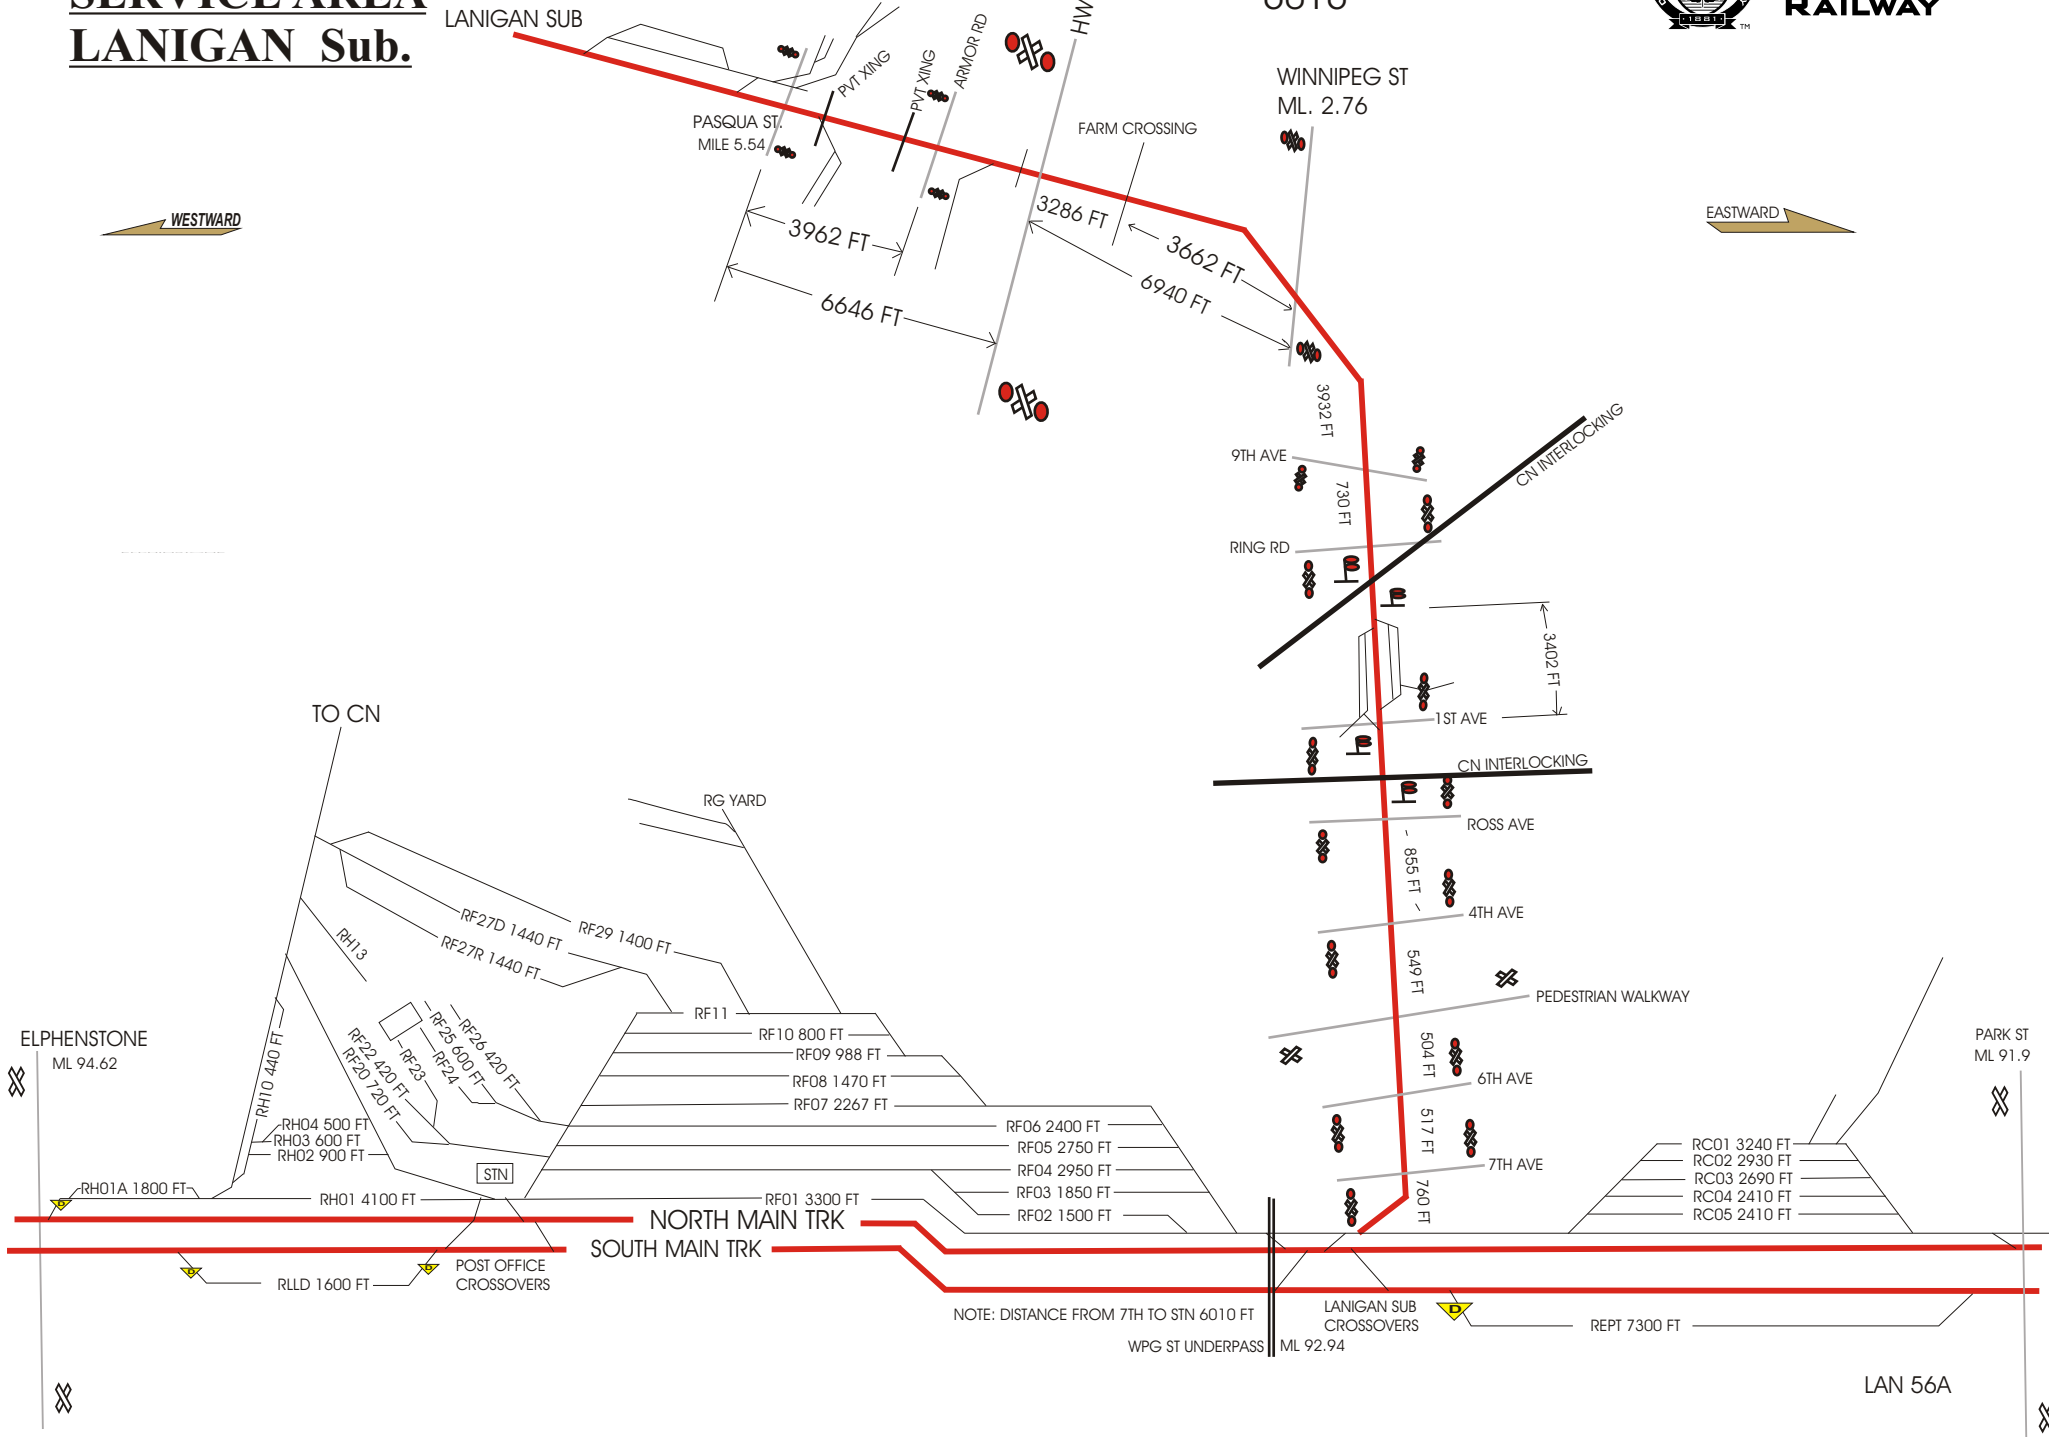 SERVICE AREA
LANIGAN Sub.
LANIGAN SUB
RAILWAY
1881
TM
PVT XING
PVT XING
ARMOR RD
HW
WINNIPEG ST
ML. 2.76
PASQUA ST.
MILE 5.54
FARM CROSSING
WESTWARD
EASTWARD
3962 FT
6646 FT
3286 FT
3662 FT
6940 FT
3932 FT
9TH AVE
730 FT
CN INTERLOCKING
RING RD
3402 FT
1ST AVE
CN INTERLOCKING
ROSS AVE
855 FT
4TH AVE
549 FT
PEDESTRIAN WALKWAY
504 FT
6TH AVE
517 FT
7TH AVE
760 FT
TO CN
RG YARD
RF27D 1440 FT
RF29 1400 FT
RF27R 1440 FT
RH13
RF11
RF10 800 FT
RF09 988 FT
RF08 1470 FT
RF07 2267 FT
RF06 2400 FT
RF05 2750 FT
RF04 2950 FT
RF03 1850 FT
RF02 1500 FT
RF01 3300 FT
RF26 420 FT
RF25 600 FT
RF24
RF23
RF22 420 FT
RF20 720 FT
RH10 440 FT
RH04 500 FT
RH03 600 FT
RH02 900 FT
RH01A 1800 FT
RH01 4100 FT
STN
ELPHENSTONE
ML 94.62
PARK ST
ML 91.9
RC01 3240 FT
RC02 2930 FT
RC03 2690 FT
RC04 2410 FT
RC05 2410 FT
NORTH MAIN TRK
SOUTH MAIN TRK
D
D
D
D
RLLD 1600 FT
POST OFFICE
CROSSOVERS
NOTE: DISTANCE FROM 7TH TO STN 6010 FT
WPG ST UNDERPASS
ML 92.94
LANIGAN SUB
CROSSOVERS
REPT 7300 FT
LAN 56A